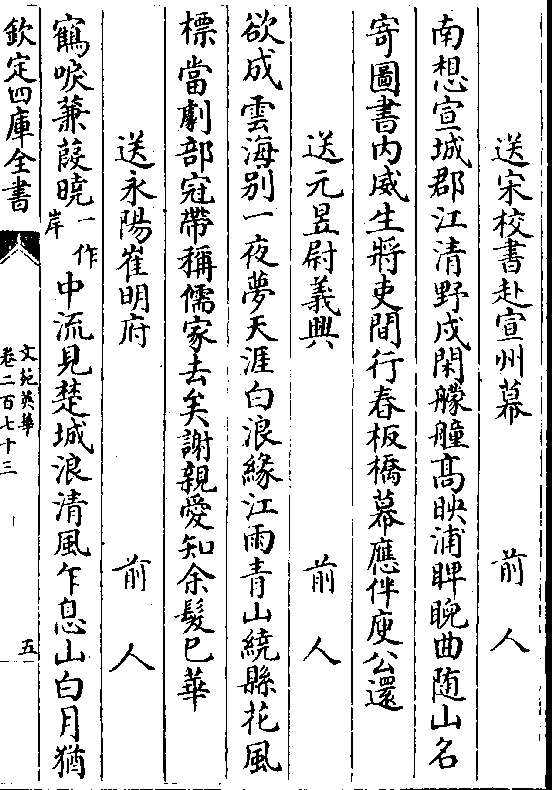 送宋校書赴宣州幕　前人
南想宣城郡江清野戍閑艨艟髙映浦睥睨曲随山名
寄圖書内威生將吏間行春板橋幕應伴庾公還
送元昱尉義興　前人
欲成雲海别一夜夢天涯白浪緣江雨青山繞縣花風
標當劇部冠帶稱儒家去矣謝親愛知余髮已華
送永陽崔明府　前人
鶴唳蒹葭曉一作岸中流見楚城浪清風乍息山白月猶
欽定四庫全書
文苑英華
卷二百七十三
五